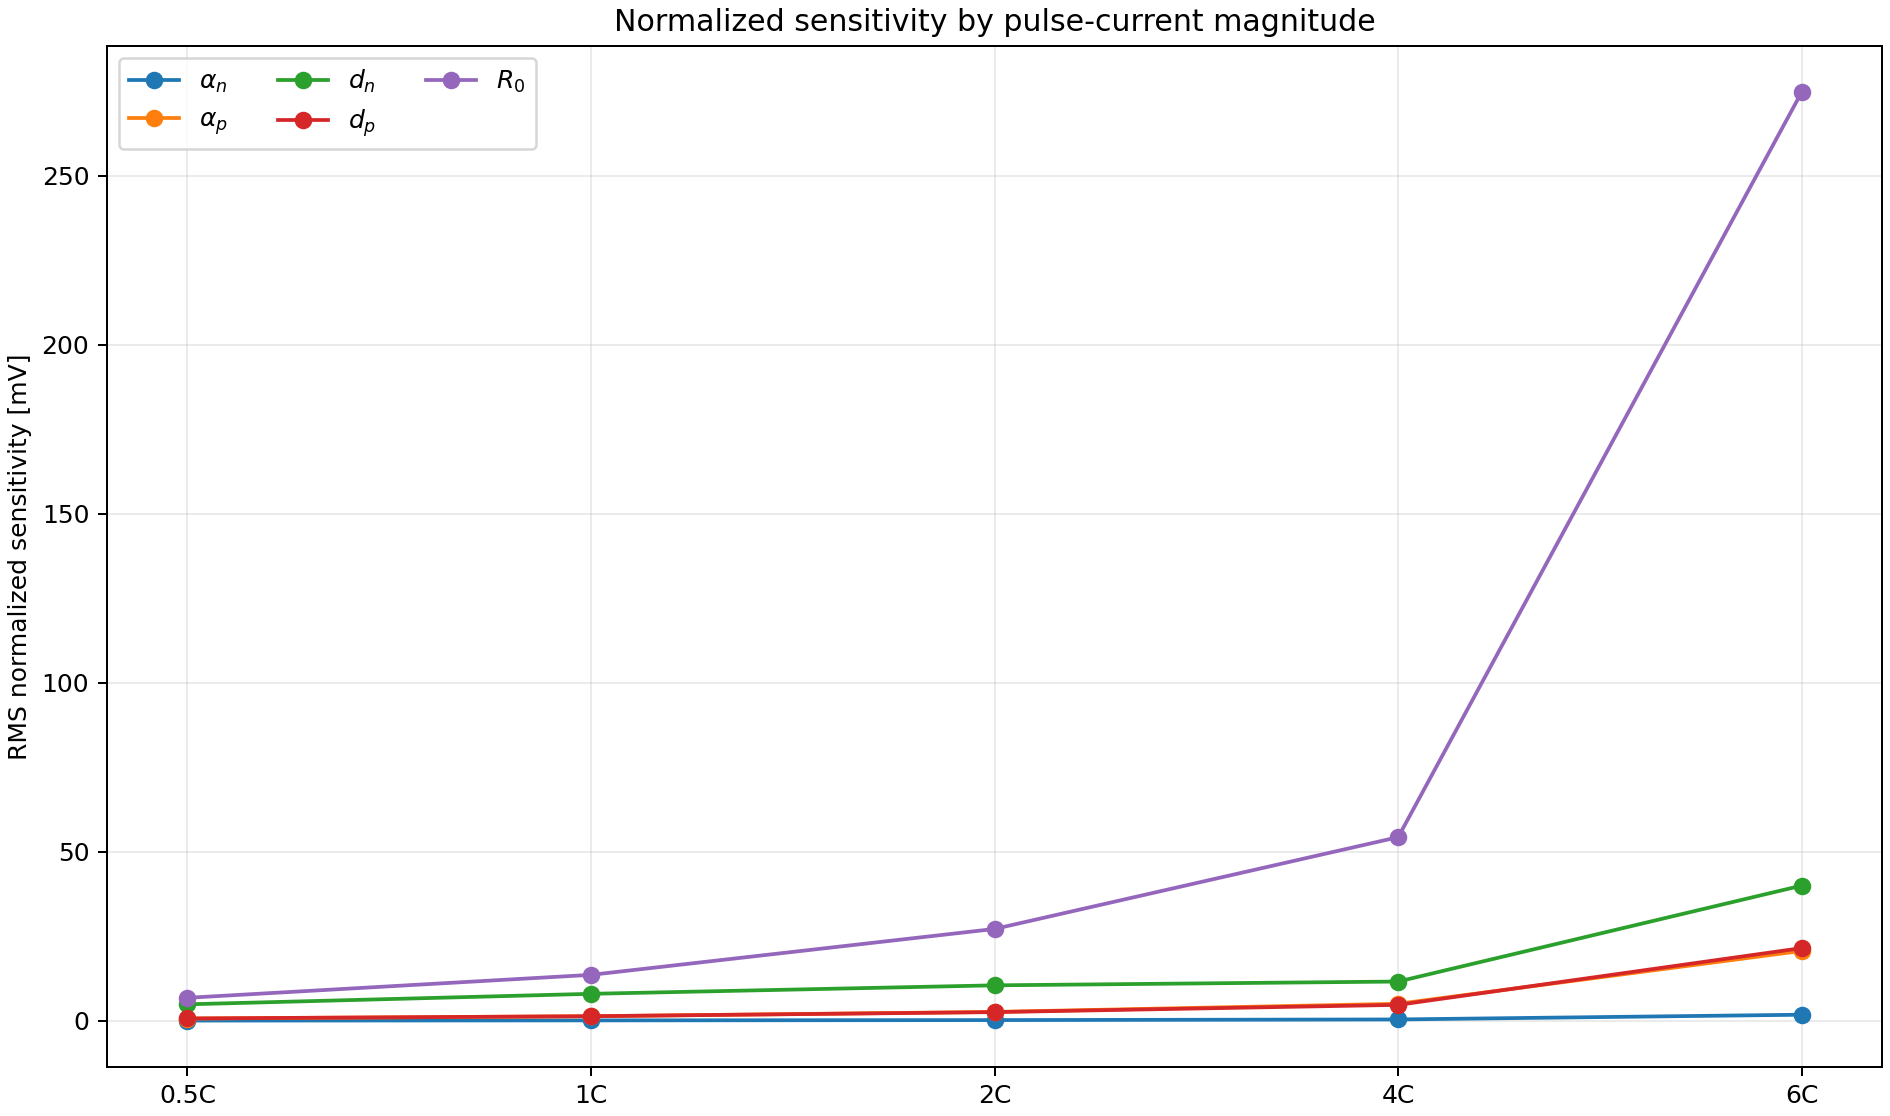 Normalized sensitivity by pulse-current magnitude
αₙ
αₚ
dₙ
dₚ
R₀
RMS normalized sensitivity [mV]
250
200
150
100
50
0
0.5C
1C
2C
4C
6C